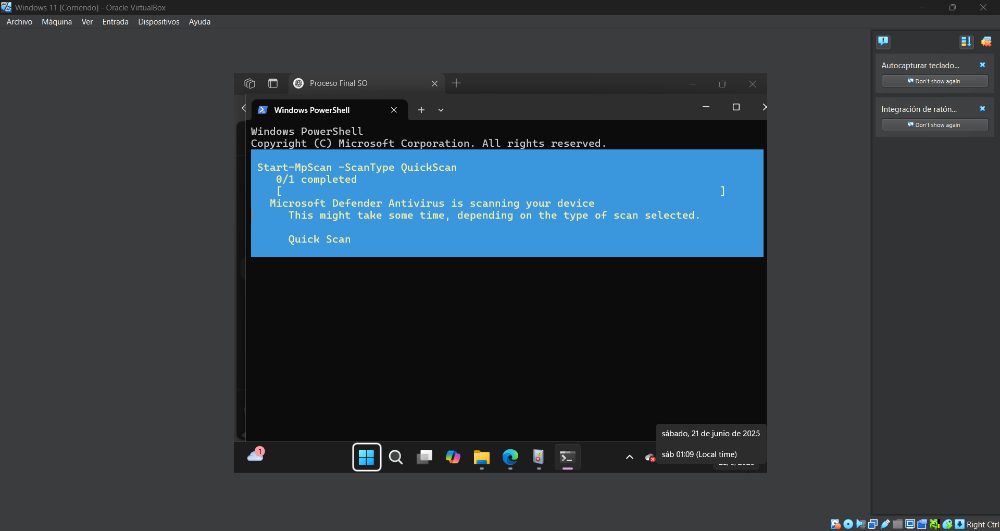 Windows 11 [Corriendo] - Oracle VirtualBox
Archivo Máquina Ver Entrada Dispositivos Ayuda
Autocapturar teclado...
Don't show again
Integración de ratón...
Don't show again
Proceso Final SO
Windows PowerShell
Windows PowerShell
Copyright (C) Microsoft Corporation. All rights reserved.
Start-MpScan -ScanType QuickScan
0/1 completed
[ ]
Microsoft Defender Antivirus is scanning your device
This might take some time, depending on the type of scan selected.
Quick Scan
sábado, 21 de junio de 2025
sáb 01:09 (Local time)
1
Right Ctrl